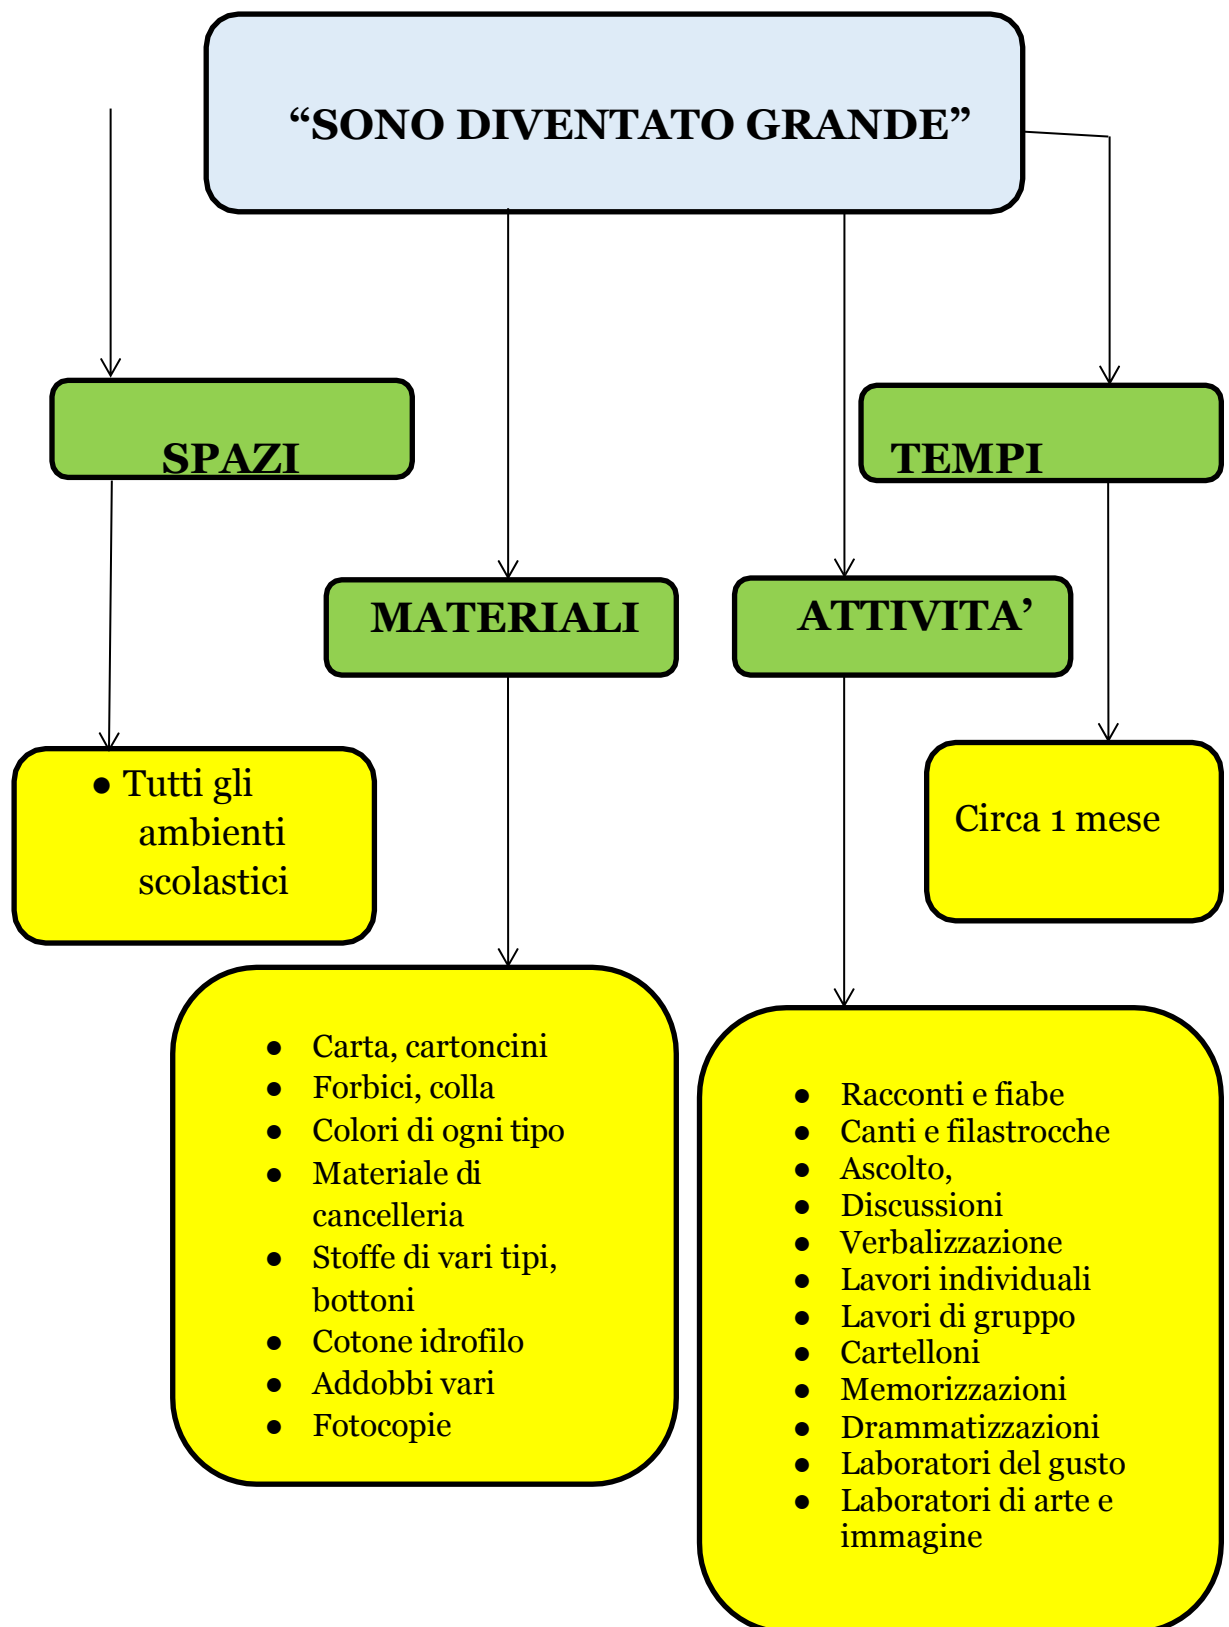 “SONO DIVENTATO GRANDE”
SPAZI
TEMPI
MATERIALI
ATTIVITA’
● Tutti gli
ambienti
scolastici
Circa 1 mese
● Carta, cartoncini
● Forbici, colla
● Colori di ogni tipo
● Materiale di
cancelleria
● Stoffe di vari tipi,
bottoni
● Cotone idrofilo
● Addobbi vari
● Fotocopie
● Racconti e fiabe
● Canti e filastrocche
● Ascolto,
● Discussioni
● Verbalizzazione
● Lavori individuali
● Lavori di gruppo
● Cartelloni
● Memorizzazioni
● Drammatizzazioni
● Laboratori del gusto
● Laboratori di arte e
immagine